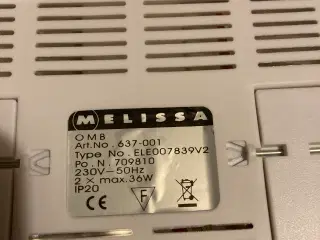 MELISSA
OMB
Art.No. 637-001
Type No. ELE007839V2
Po.N. 709810
230V~50Hz
2 x max.36W
IP20
CE F